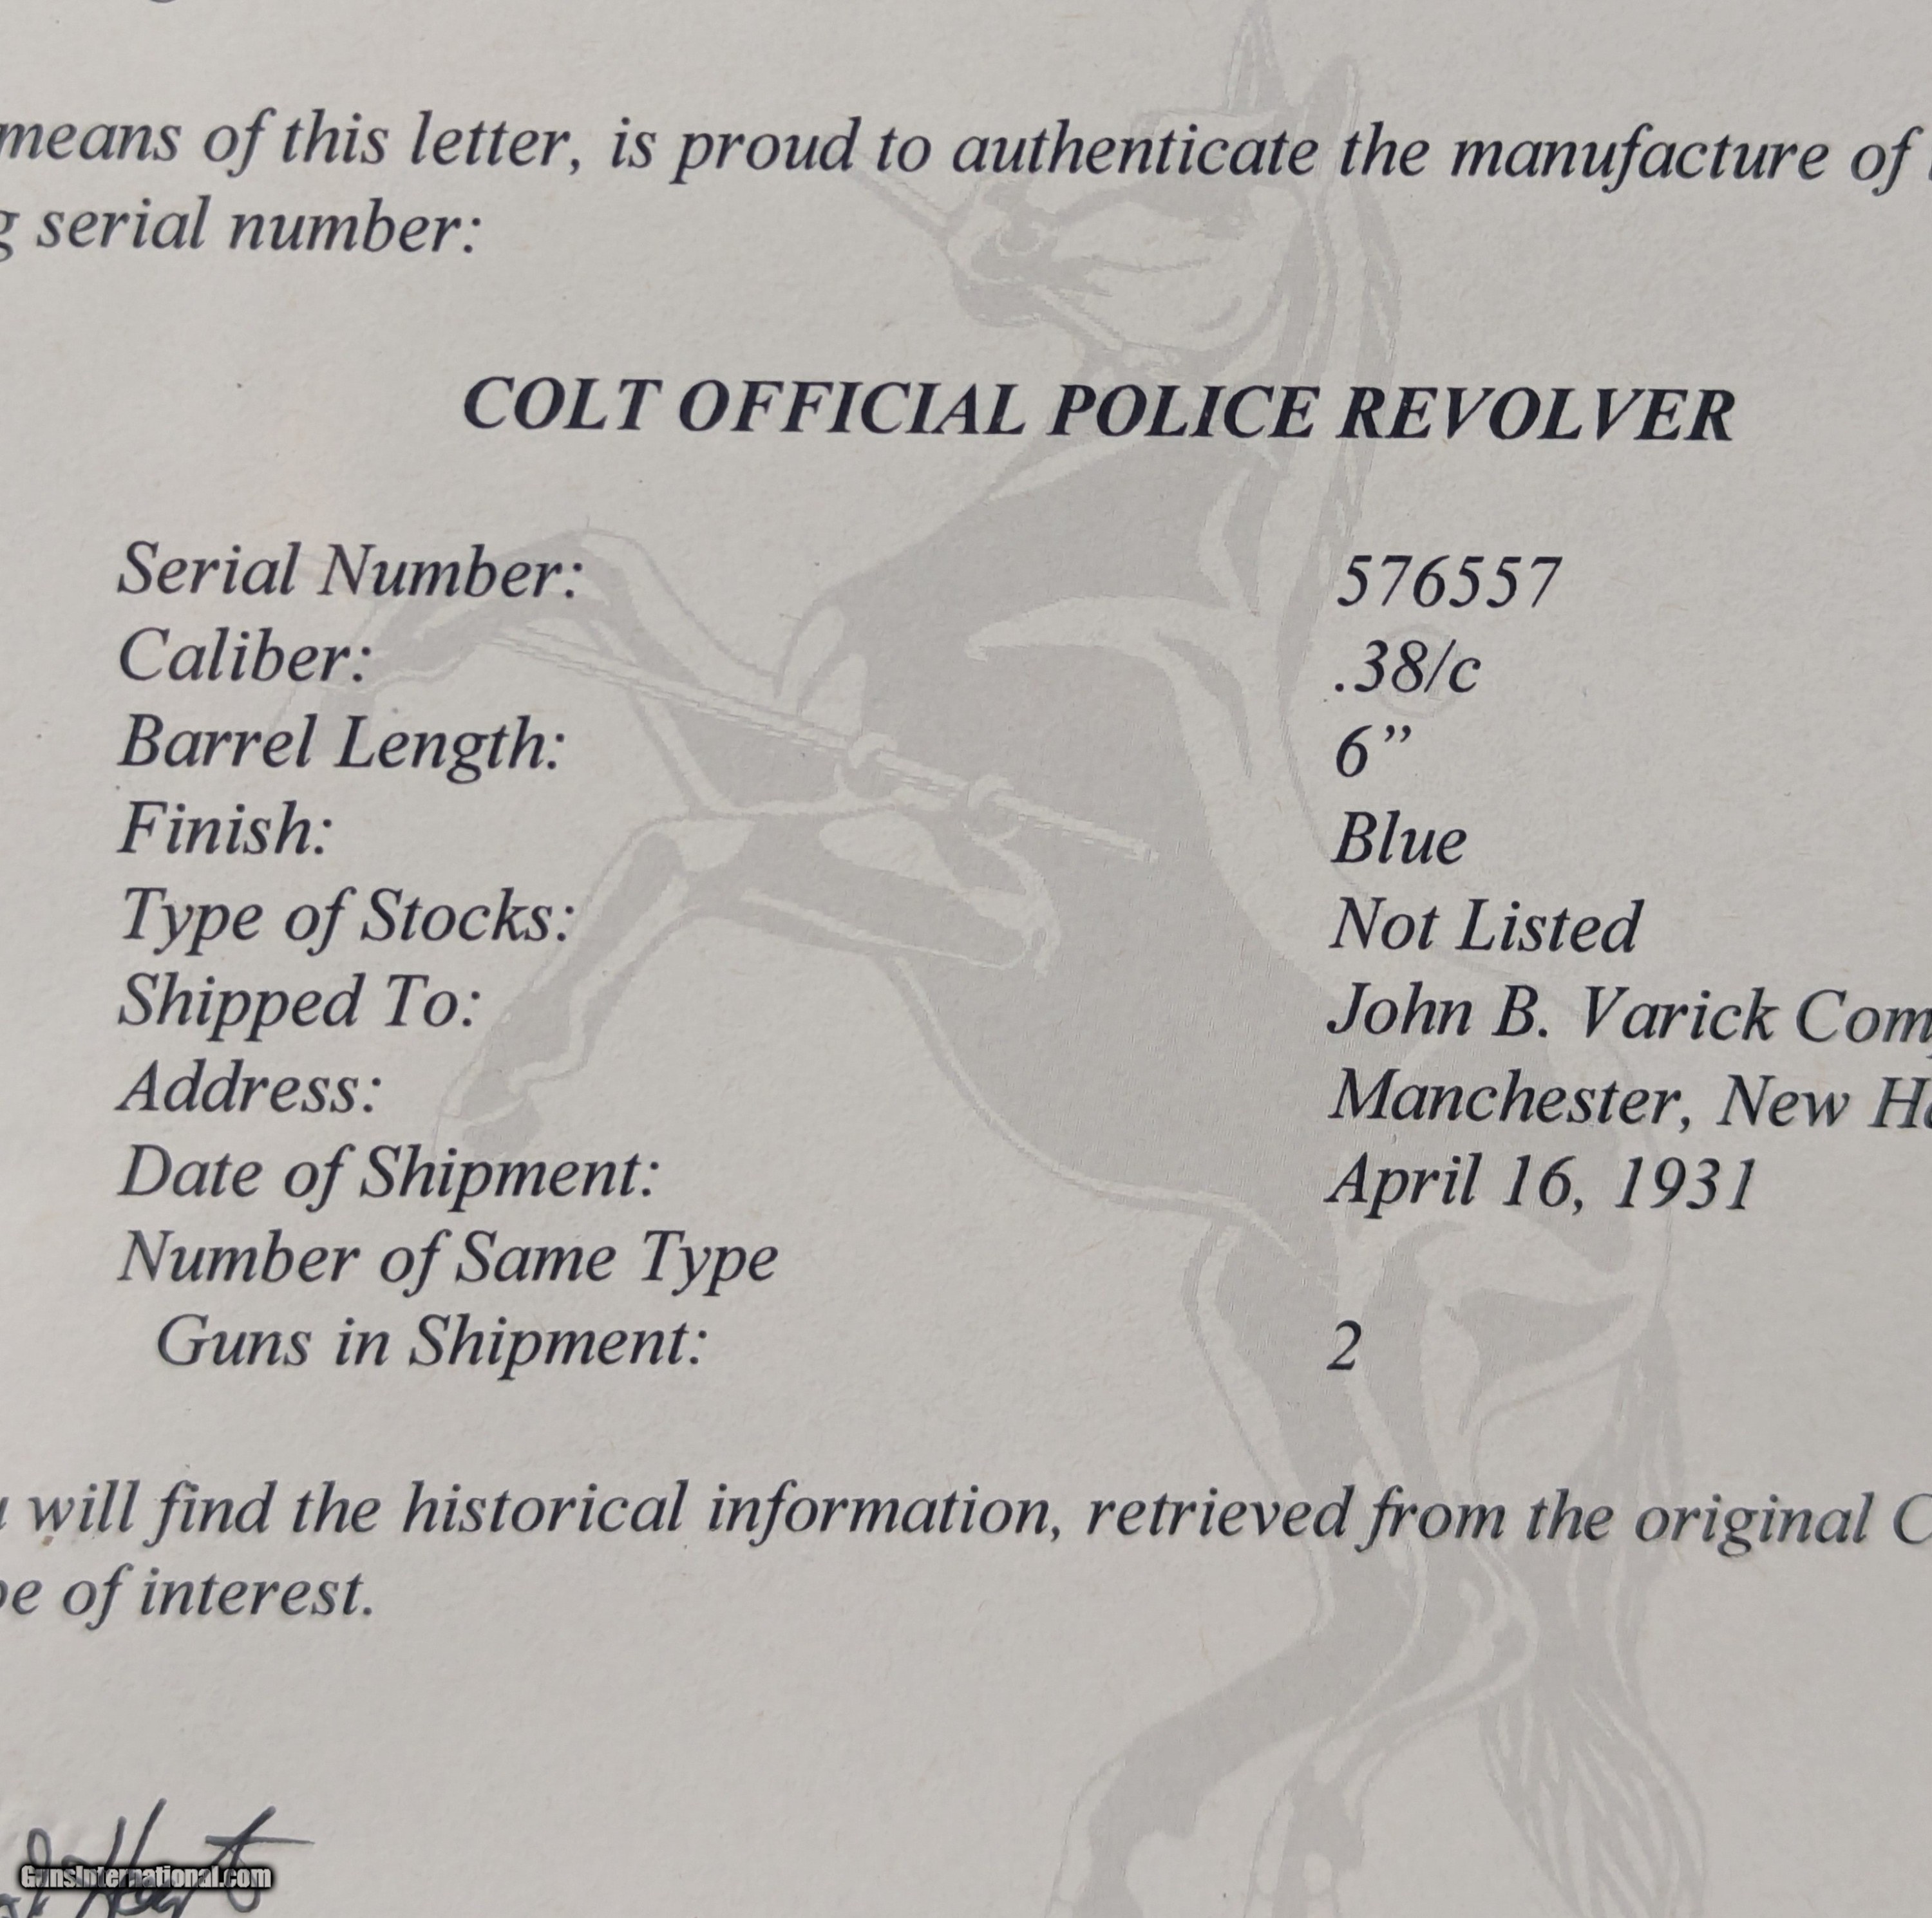 means of this letter, is proud to authenticate the manufacture of
serial number:
COLT OFFICIAL POLICE REVOLVER
Serial Number: 576557
Caliber: .38/c
Barrel Length: 6”
Finish: Blue
Type of Stocks: Not Listed
Shipped To: John B. Varick Com
Address: Manchester, New Ha
Date of Shipment: April 16, 1931
Number of Same Type
Guns in Shipment: 2
will find the historical information, retrieved from the original C
of interest.
GunsInternational.com